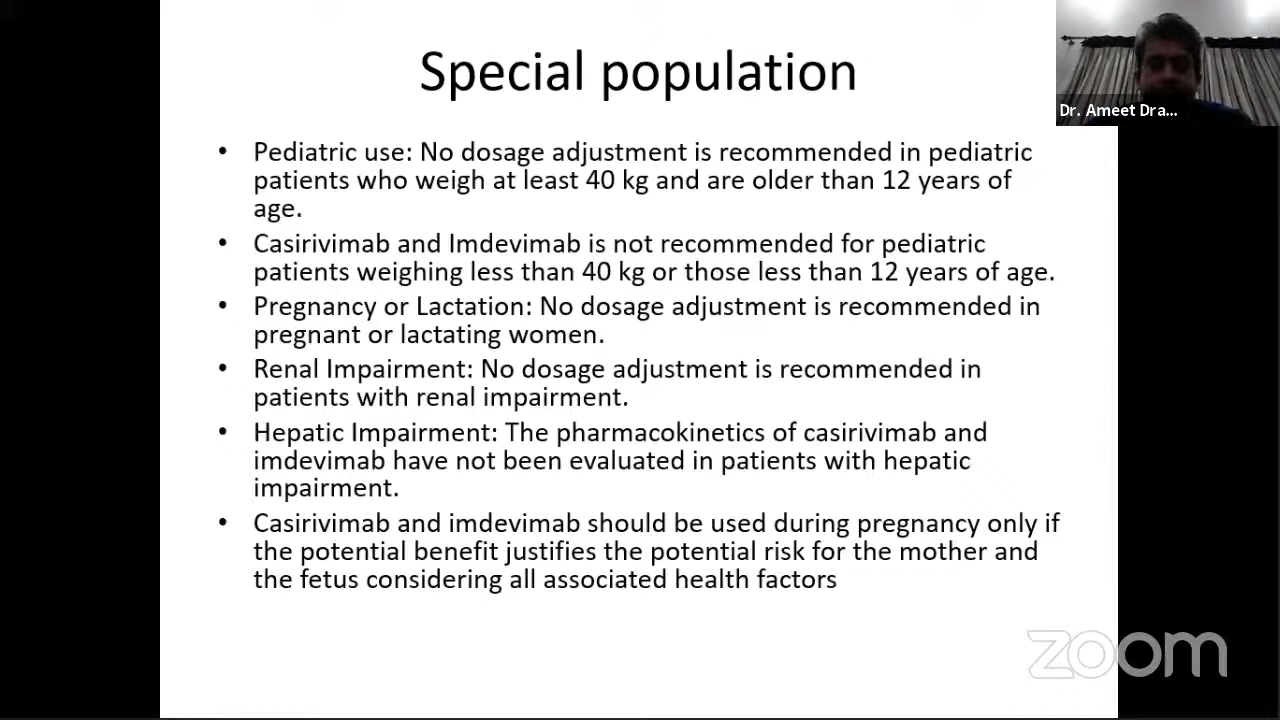 Special population
Dr. Ameet Dra...
• Pediatric use: No dosage adjustment is recommended in pediatric
patients who weigh at least 40 kg and are older than 12 years of
age.
• Casirivimab and Imdevimab is not recommended for pediatric
patients weighing less than 40 kg or those less than 12 years of age.
• Pregnancy or Lactation: No dosage adjustment is recommended in
pregnant or lactating women.
• Renal Impairment: No dosage adjustment is recommended in
patients with renal impairment.
• Hepatic Impairment: The pharmacokinetics of casirivimab and
imdevimab have not been evaluated in patients with hepatic
impairment.
• Casirivimab and imdevimab should be used during pregnancy only if
the potential benefit justifies the potential risk for the mother and
the fetus considering all associated health factors
zoom